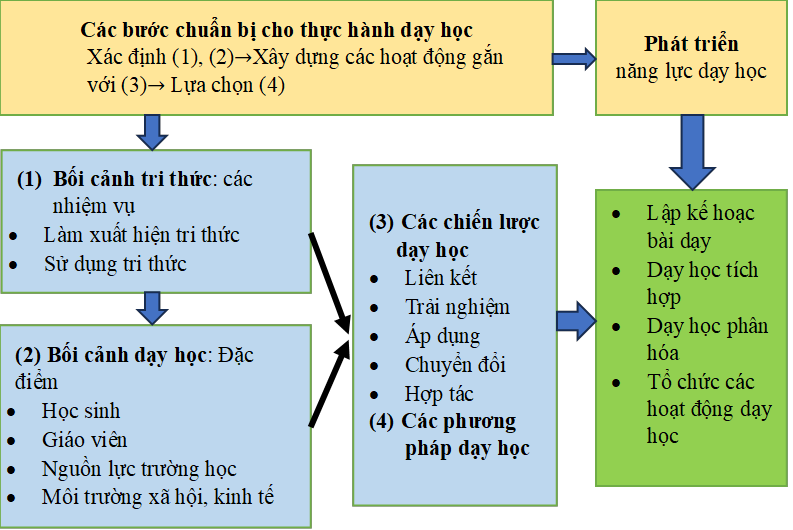 Các bước chuẩn bị cho thực hành dạy học
Xác định (1), (2)→Xây dựng các hoạt động gắn
với (3)→ Lựa chọn (4)
Phát triển
năng lực dạy học
(1) Bối cảnh tri thức: các
nhiệm vụ
• Làm xuất hiện tri thức
• Sử dụng tri thức
(2) Bối cảnh dạy học: Đặc
điểm
• Học sinh
• Giáo viên
• Nguồn lực trường học
• Môi trường xã hội, kinh tế
(3) Các chiến lược
dạy học
• Liên kết
• Trải nghiệm
• Áp dụng
• Chuyển đổi
• Hợp tác
(4) Các phương
pháp dạy học
• Lập kế hoạc
bài dạy
• Dạy học tích
hợp
• Dạy học phân
hóa
• Tổ chức các
hoạt động dạy
học